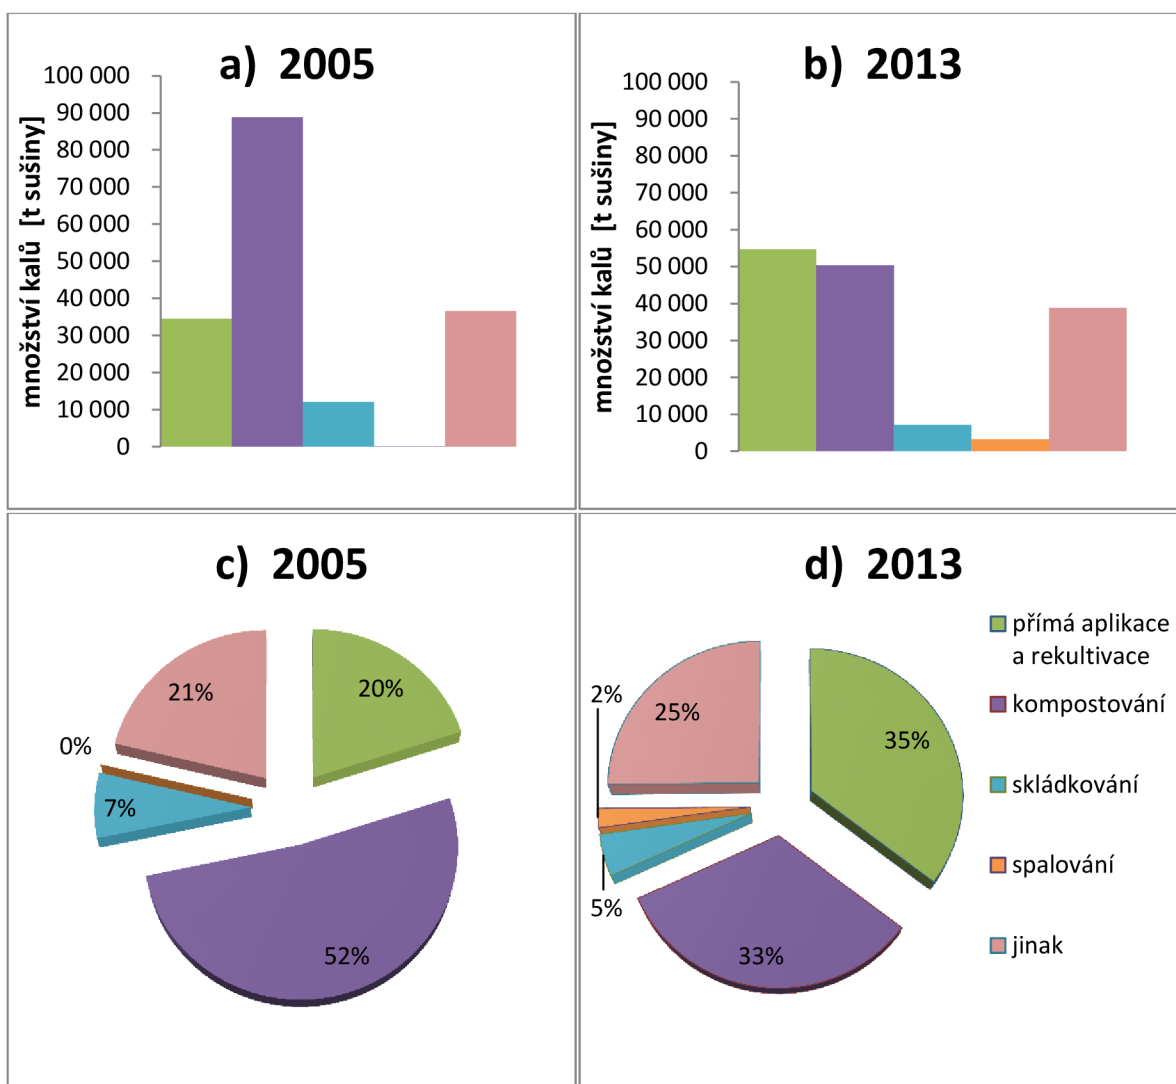 a)  2005
množství kalů  [t sušiny]
100 000
90 000
80 000
70 000
60 000
50 000
40 000
30 000
20 000
10 000
0
b)  2013
množství kalů  [t sušiny]
100 000
90 000
80 000
70 000
60 000
50 000
40 000
30 000
20 000
10 000
0
c)  2005
21%
20%
0%
7%
52%
d)  2013
2%
25%
35%
5%
33%
přímá aplikace
a rekultivace
kompostování
skládkování
spalování
jinak